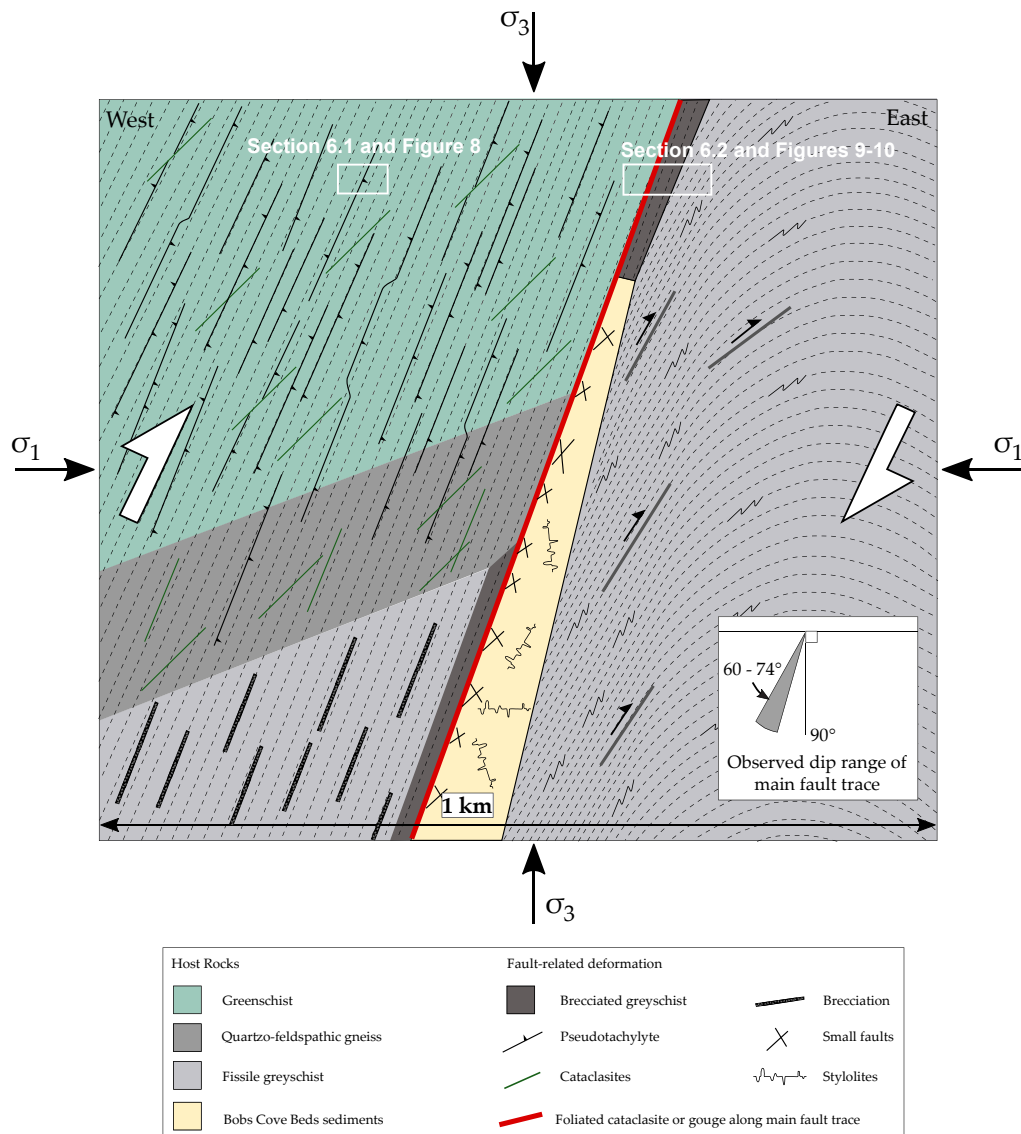 σ3
West
East
Section 6.1 and Figure 8
Section 6.2 and Figures 9-10
σ1
σ1
60 - 74°
90°
Observed dip range of
main fault trace
1 km
σ3
Host Rocks
Fault-related deformation
Greenschist
Brecciated greyschist
Brecciation
Quartzo-feldspathic gneiss
Pseudotachylyte
Small faults
Fissile greyschist
Cataclasites
Stylolites
Bobs Cove Beds sediments
Foliated cataclasite or gouge along main fault trace